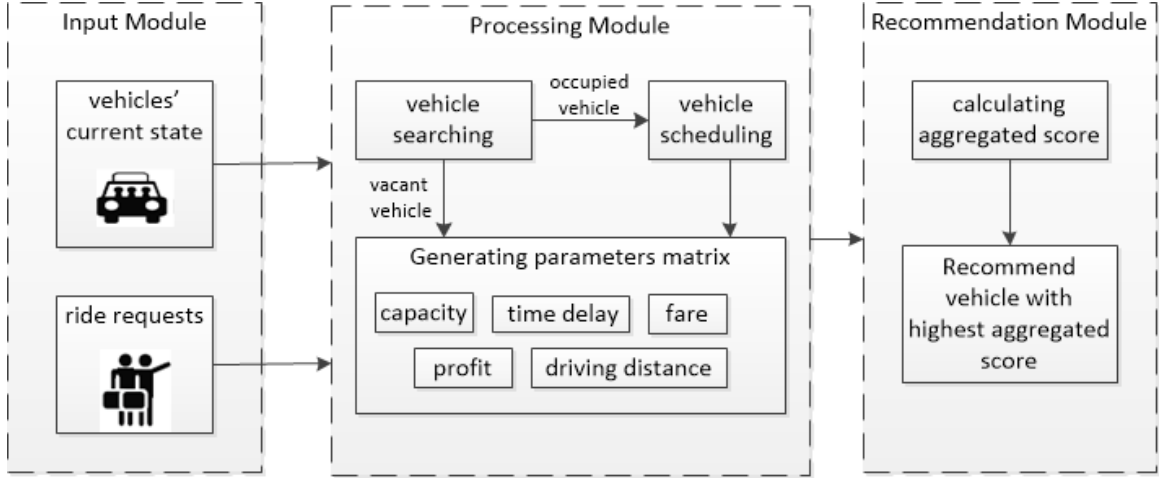 Input Module
vehicles'
current state
ride requests
Processing Module
vehicle
searching
occupied
vehicle
vehicle
scheduling
vacant
vehicle
Generating parameters matrix
capacity
time delay
fare
profit
driving distance
Recommendation Module
calculating
aggregated score
Recommend
vehicle with
highest aggregated
score